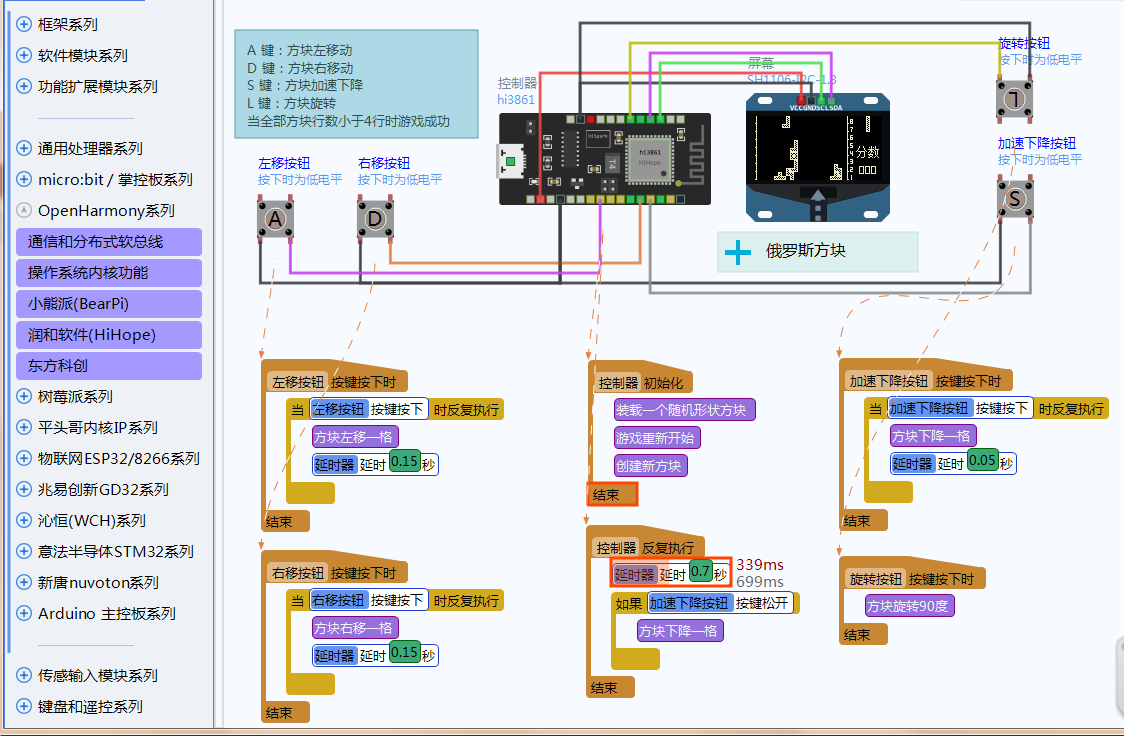 框架系列
软件模块系列
功能扩展模块系列
通用处理器系列
micro:bit / 掌控板系列
OpenHarmony系列
通信和分布式软总线
操作系统内核功能
小熊派(BearPi)
润和软件(HiHope)
东方科创
树莓派系列
平头哥内核IP系列
物联网ESP32/8266系列
兆易创新GD32系列
沁恒(WCH)系列
意法半导体STM32系列
新唐nuvoton系列
Arduino 主控板系列
传感输入模块系列
键盘和遥控系列
A 键：方块左移动
D 键：方块右移动
S 键：方块加速下降
L 键：方块旋转
当全部方块行数小于4行时游戏成功
控制器
hi3861
屏幕
SH1106-I2C-1.3
旋转按钮
按下时为低电平
L
加速下降按钮
按下时为低电平
S
左移按钮
按下时为低电平
A
右移按钮
按下时为低电平
D
HiSpark
T4
hi3861
HiHope
VCCGNDSCLSDA
分数
8
7
6
5
4
3
2
1
000
俄罗斯方块
左移按钮 按键按下时
当 左移按钮 按键按下 时反复执行
方块左移一格
延时器 延时 0.15 秒
结束
右移按钮 按键按下时
当 右移按钮 按键按下 时反复执行
方块右移一格
延时器 延时 0.15 秒
结束
控制器 初始化
装载一个随机形状方块
游戏重新开始
创建新方块
结束
控制器 反复执行
延时器 延时 0.7 秒
339ms
699ms
如果 加速下降按钮 按键松开
方块下降一格
结束
加速下降按钮 按键按下时
当 加速下降按钮 按键按下 时反复执行
方块下降一格
延时器 延时 0.05 秒
结束
旋转按钮 按键按下时
方块旋转90度
结束